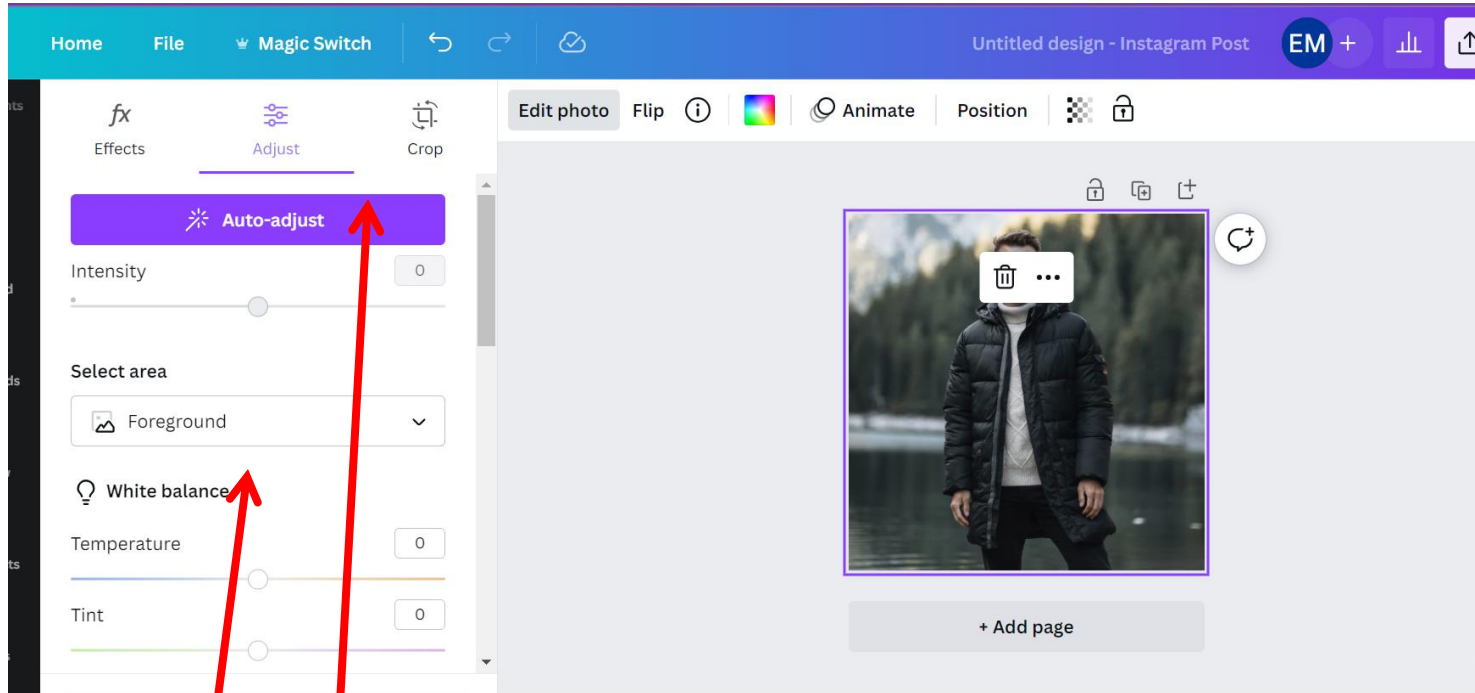 Home File Magic Switch Untitled design - Instagram Post EM +
Edit photo Flip Animate Position
fx
Effects Adjust Crop
Auto-adjust
Intensity 0
Select area
Foreground
White balance
Temperature 0
Tint 0
+ Add page